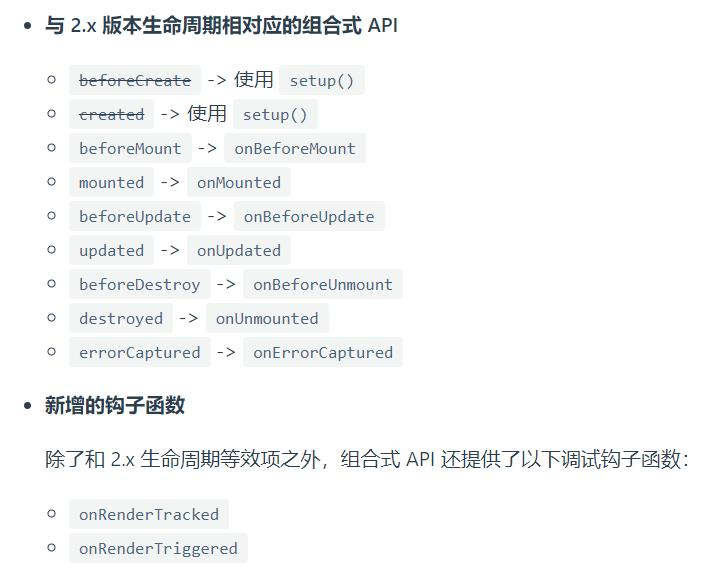 与 2.x 版本生命周期相对应的组合式 API
beforeCreate -> 使用 setup()
created -> 使用 setup()
beforeMount -> onBeforeMount
mounted -> onMounted
beforeUpdate -> onBeforeUpdate
updated -> onUpdated
beforeDestroy -> onBeforeUnmount
destroyed -> onUnmounted
errorCaptured -> onErrorCaptured
新增的钩子函数
除了和 2.x 生命周期等效项之外，组合式 API 还提供了以下调试钩子函数：
onRenderTracked
onRenderTriggered